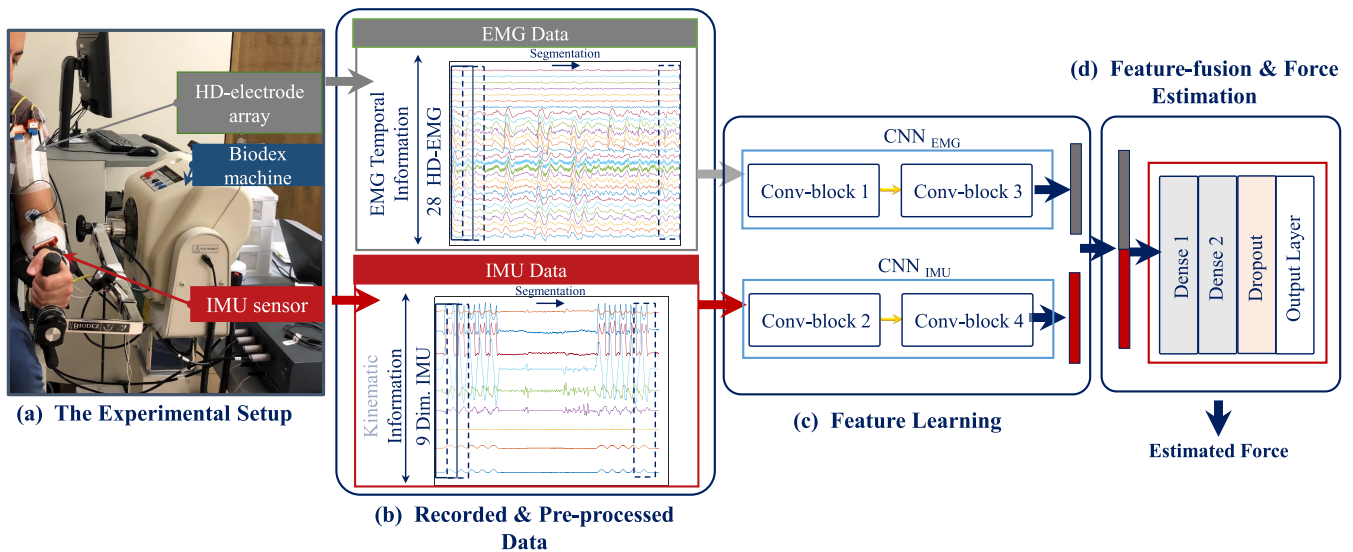 HD-electrode
array
Biodex
machine
IMU sensor
BIODEX
(a) The Experimental Setup
EMG Data
Segmentation
EMG Temporal
Information
28 HD-EMG
IMU Data
Segmentation
Kinematic
Information
9 Dim. IMU
(b) Recorded & Pre-processed
Data
CNN EMG
Conv-block 1
Conv-block 3
CNN IMU
Conv-block 2
Conv-block 4
(c) Feature Learning
(d) Feature-fusion & Force
Estimation
Dense 1
Dense 2
Dropout
Output Layer
Estimated Force